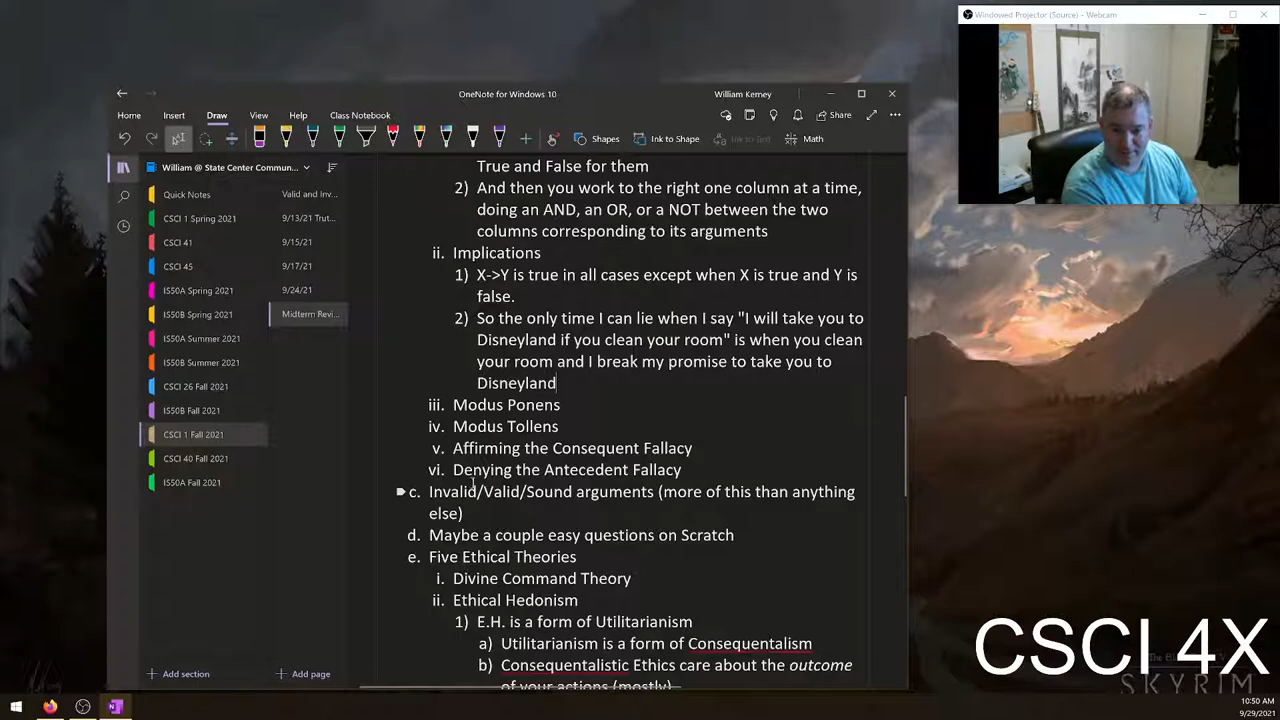 Windowed Projector (Source) - Webcam
OneNote for Windows 10
William Kerney
Home Insert Draw View Help Class Notebook
Share
Shapes Ink to Shape Ink to Text Math
William @ State Center Commun...
Quick Notes
CSCI 1 Spring 2021
CSCI 41
CSCI 45
IS50A Spring 2021
IS50B Spring 2021
IS50A Summer 2021
IS50B Summer 2021
CSCI 26 Fall 2021
IS50B Fall 2021
CSCI 1 Fall 2021
CSCI 40 Fall 2021
IS50A Fall 2021
Add section
Valid and Inv...
9/13/21 Trut...
9/15/21
9/17/21
9/24/21
Midterm Revi...
Add page
True and False for them
2) And then you work to the right one column at a time,
doing an AND, an OR, or a NOT between the two
columns corresponding to its arguments
ii. Implications
1) X->Y is true in all cases except when X is true and Y is
false.
2) So the only time I can lie when I say "I will take you to
Disneyland if you clean your room" is when you clean
your room and I break my promise to take you to
Disneyland
iii. Modus Ponens
iv. Modus Tollens
v. Affirming the Consequent Fallacy
vi. Denying the Antecedent Fallacy
c. Invalid/Valid/Sound arguments (more of this than anything
else)
d. Maybe a couple easy questions on Scratch
e. Five Ethical Theories
i. Divine Command Theory
ii. Ethical Hedonism
1) E.H. is a form of Utilitarianism
a) Utilitarianism is a form of Consequentalism
b) Consequentalistic Ethics care about the outcome
of your actions (mostly)
CSCI 4X
SKYRIM
10:50 AM
9/29/2021